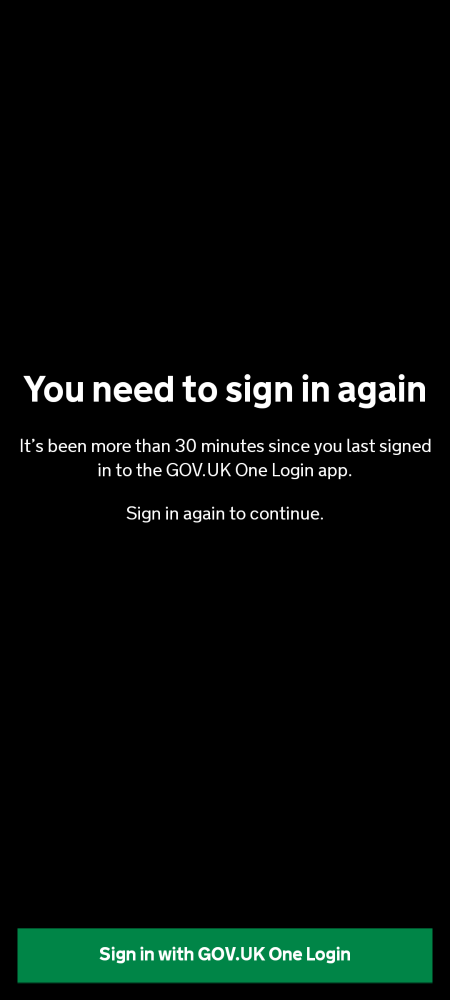 You need to sign in again
It’s been more than 30 minutes since you last signed
in to the GOV.UK One Login app.
Sign in again to continue.
Sign in with GOV.UK One Login